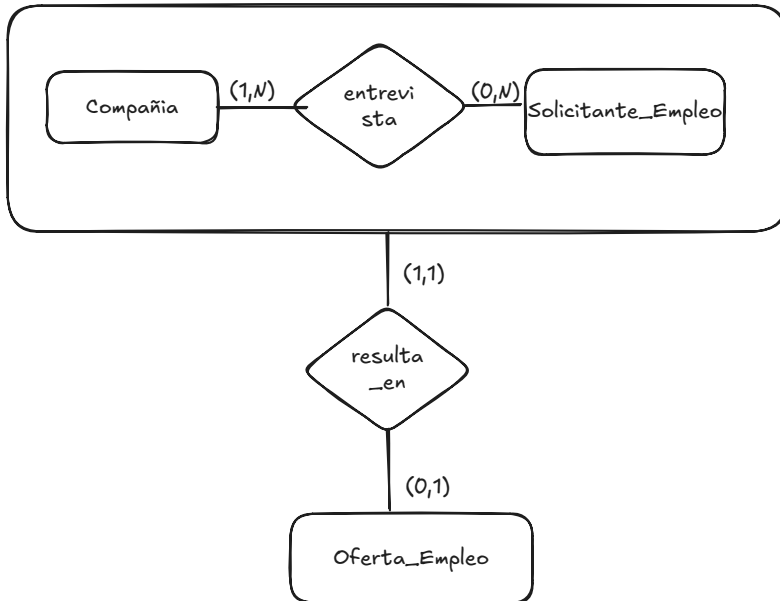 Compañia
(1,N)
entrevi
sta
(0,N)
Solicitante_Empleo
(1,1)
resulta
_en
(0,1)
Oferta_Empleo